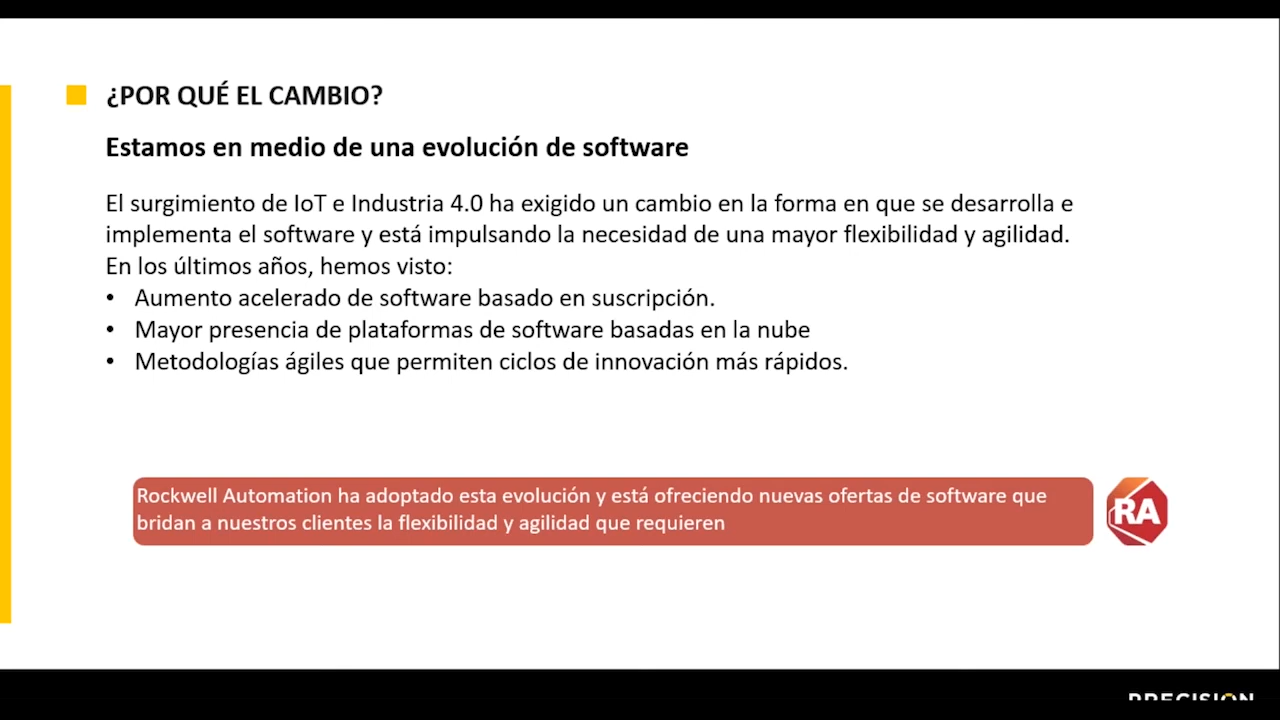 ¿POR QUÉ EL CAMBIO?
Estamos en medio de una evolución de software
El surgimiento de IoT e Industria 4.0 ha exigido un cambio en la forma en que se desarrolla e
implementa el software y está impulsando la necesidad de una mayor flexibilidad y agilidad.
En los últimos años, hemos visto:
• Aumento acelerado de software basado en suscripción.
• Mayor presencia de plataformas de software basadas en la nube
• Metodologías ágiles que permiten ciclos de innovación más rápidos.
Rockwell Automation ha adoptado esta evolución y está ofreciendo nuevas ofertas de software que
bridan a nuestros clientes la flexibilidad y agilidad que requieren
RA
PRECISION